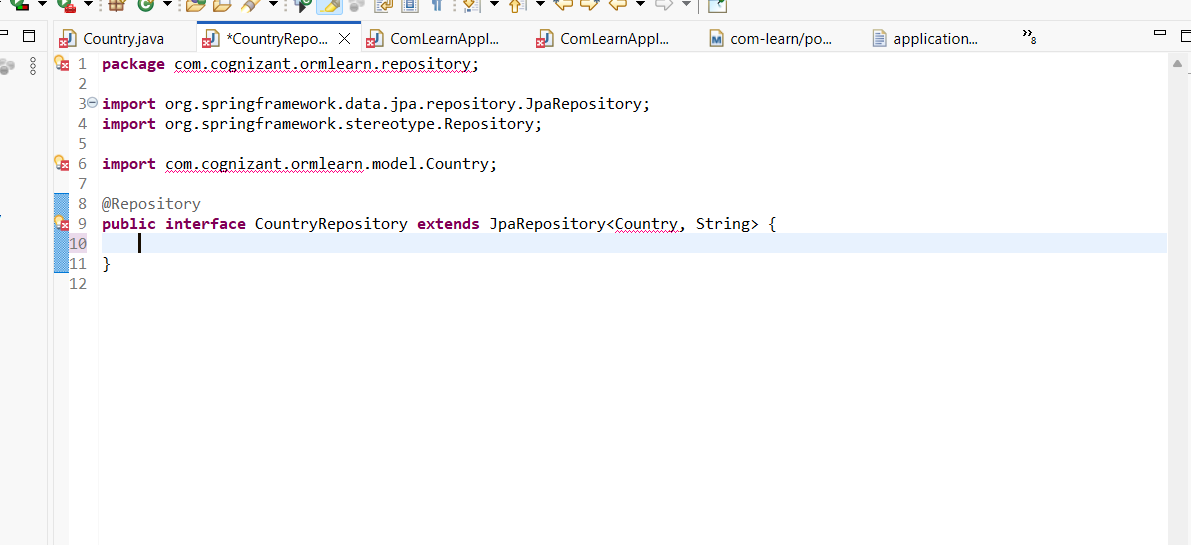 Country.java *CountryRepo... ComLearnAppl... ComLearnAppl... com-learn/po... application... »8
1 package com.cognizant.ormlearn.repository;
2
3 import org.springframework.data.jpa.repository.JpaRepository;
4 import org.springframework.stereotype.Repository;
5
6 import com.cognizant.ormlearn.model.Country;
7
8 @Repository
9 public interface CountryRepository extends JpaRepository<Country, String> {
10
11 }
12